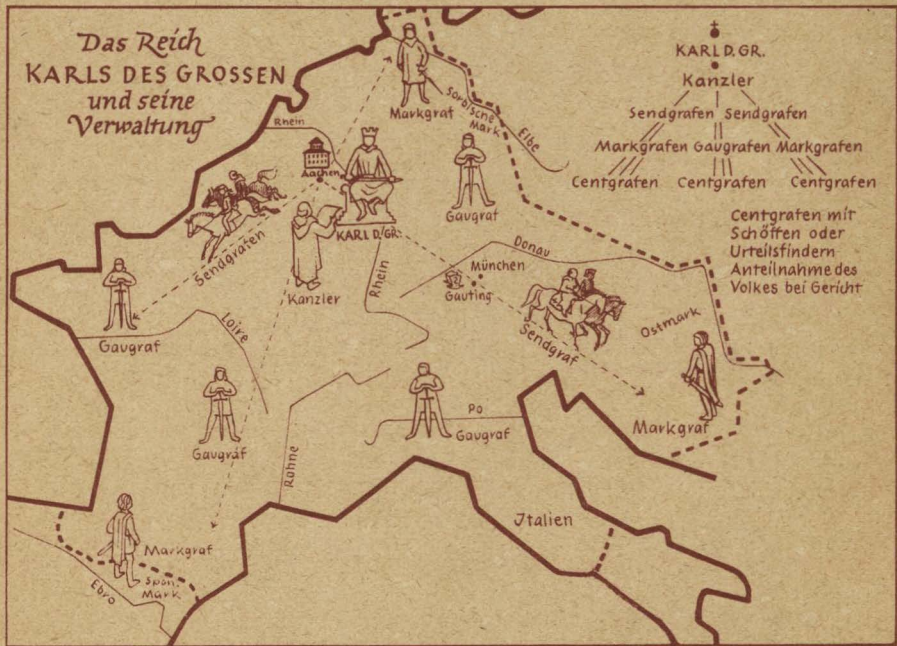 Das Reich
KARLS DES GROSSEN
und seine
Verwaltung
KARL D. GR.
Kanzler
Sendgrafen Sendgrafen
Markgrafen Gaugrafen Markgrafen
Centgrafen Centgrafen Centgrafen
Centgrafen mit
Schöffen oder
Urteilsfindern
Anteilnahme des
Volkes bei Gericht
Markgraf
Sorbische
Mark
Elbe
Rhein
Aachen
Gaugraf
KARL D. GR.
Sendgrafen
Kanzler
Rhein
Donau
München
Gauting
Sendgraf
Ostmark
Markgraf
Gaugraf
Loire
Gaugraf
Rohne
Po
Gaugraf
Italien
Markgraf
Span.
Mark
Ebro